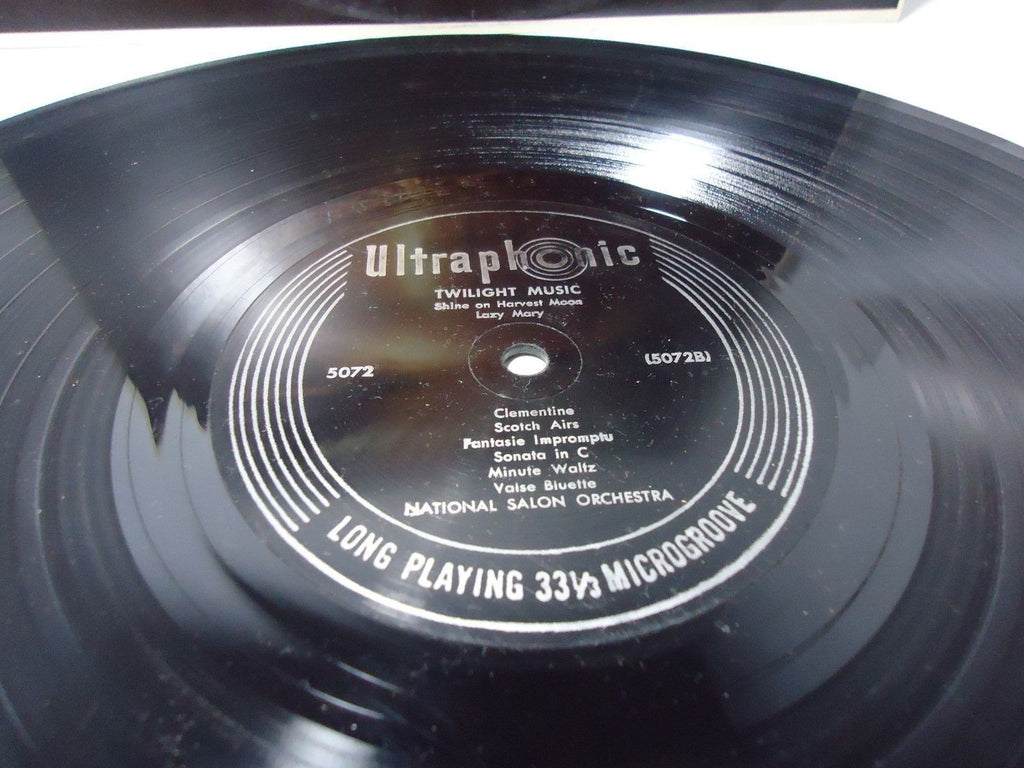 Ultraphonic
TWILIGHT MUSIC
Shine on Harvest Moon
Lazy Mary
5072
(5072B)
Clementine
Scotch Airs
Fantasie Impromptu
Sonata in C
Minute Waltz
Valse Bluette
NATIONAL SALON ORCHESTRA
LONG PLAYING 33⅓ MICROGROOVE